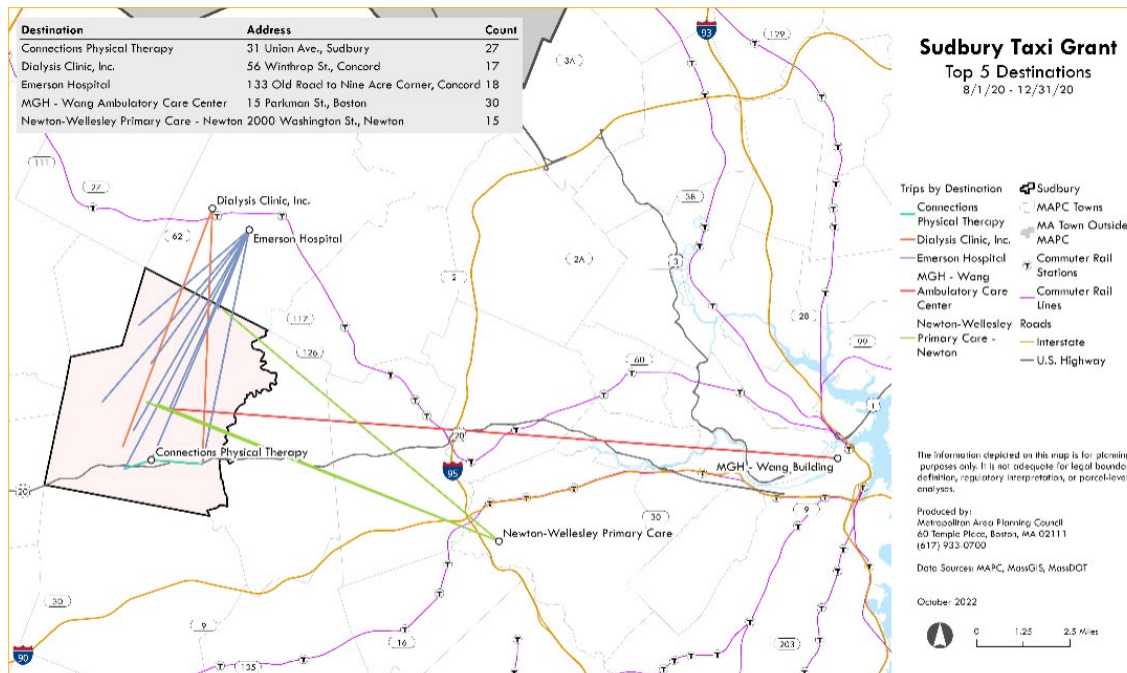 Destination Address Count
Connections Physical Therapy 31 Union Ave., Sudbury 27
Dialysis Clinic, Inc. 56 Winthrop St., Concord 17
Emerson Hospital 133 Old Road to Nine Acre Corner, Concord 18
MGH - Wang Ambulatory Care Center 15 Parkman St., Boston 30
Newton-Wellesley Primary Care - Newton 2000 Washington St., Newton 15
Sudbury Taxi Grant
Top 5 Destinations
8/1/20 - 12/31/20
93
129
3A
111
27
38
Dialysis Clinic, Inc.
62
Emerson Hospital
2A
3
2
117
28
126
99
60
1
20
Connections Physical Therapy
MGH - Wang Building
95
20
9
30
Newton-Wellesley Primary Care
30
9
16
203
90
135
Trips by Destination
Connections
Physical Therapy
Dialysis Clinic, Inc.
Emerson Hospital
MGH - Wang
Ambulatory Care
Center
Newton-Wellesley
Primary Care -
Newton
Sudbury
MAPC Towns
MA Town Outside
MAPC
Commuter Rail
Stations
Commuter Rail
Lines
Roads
Interstate
U.S. Highway
The information depicted on this map is for planning
purposes only. It is not adequate for legal boundar
definition, regulatory interpretation, or parcel-level
analyses.
Produced by:
Metropolitan Area Planning Council
60 Temple Place, Boston, MA 02111
(617) 933-0700
Data Sources: MAPC, MassGIS, MassDOT
October 2022
0 1.25 2.5 Miles